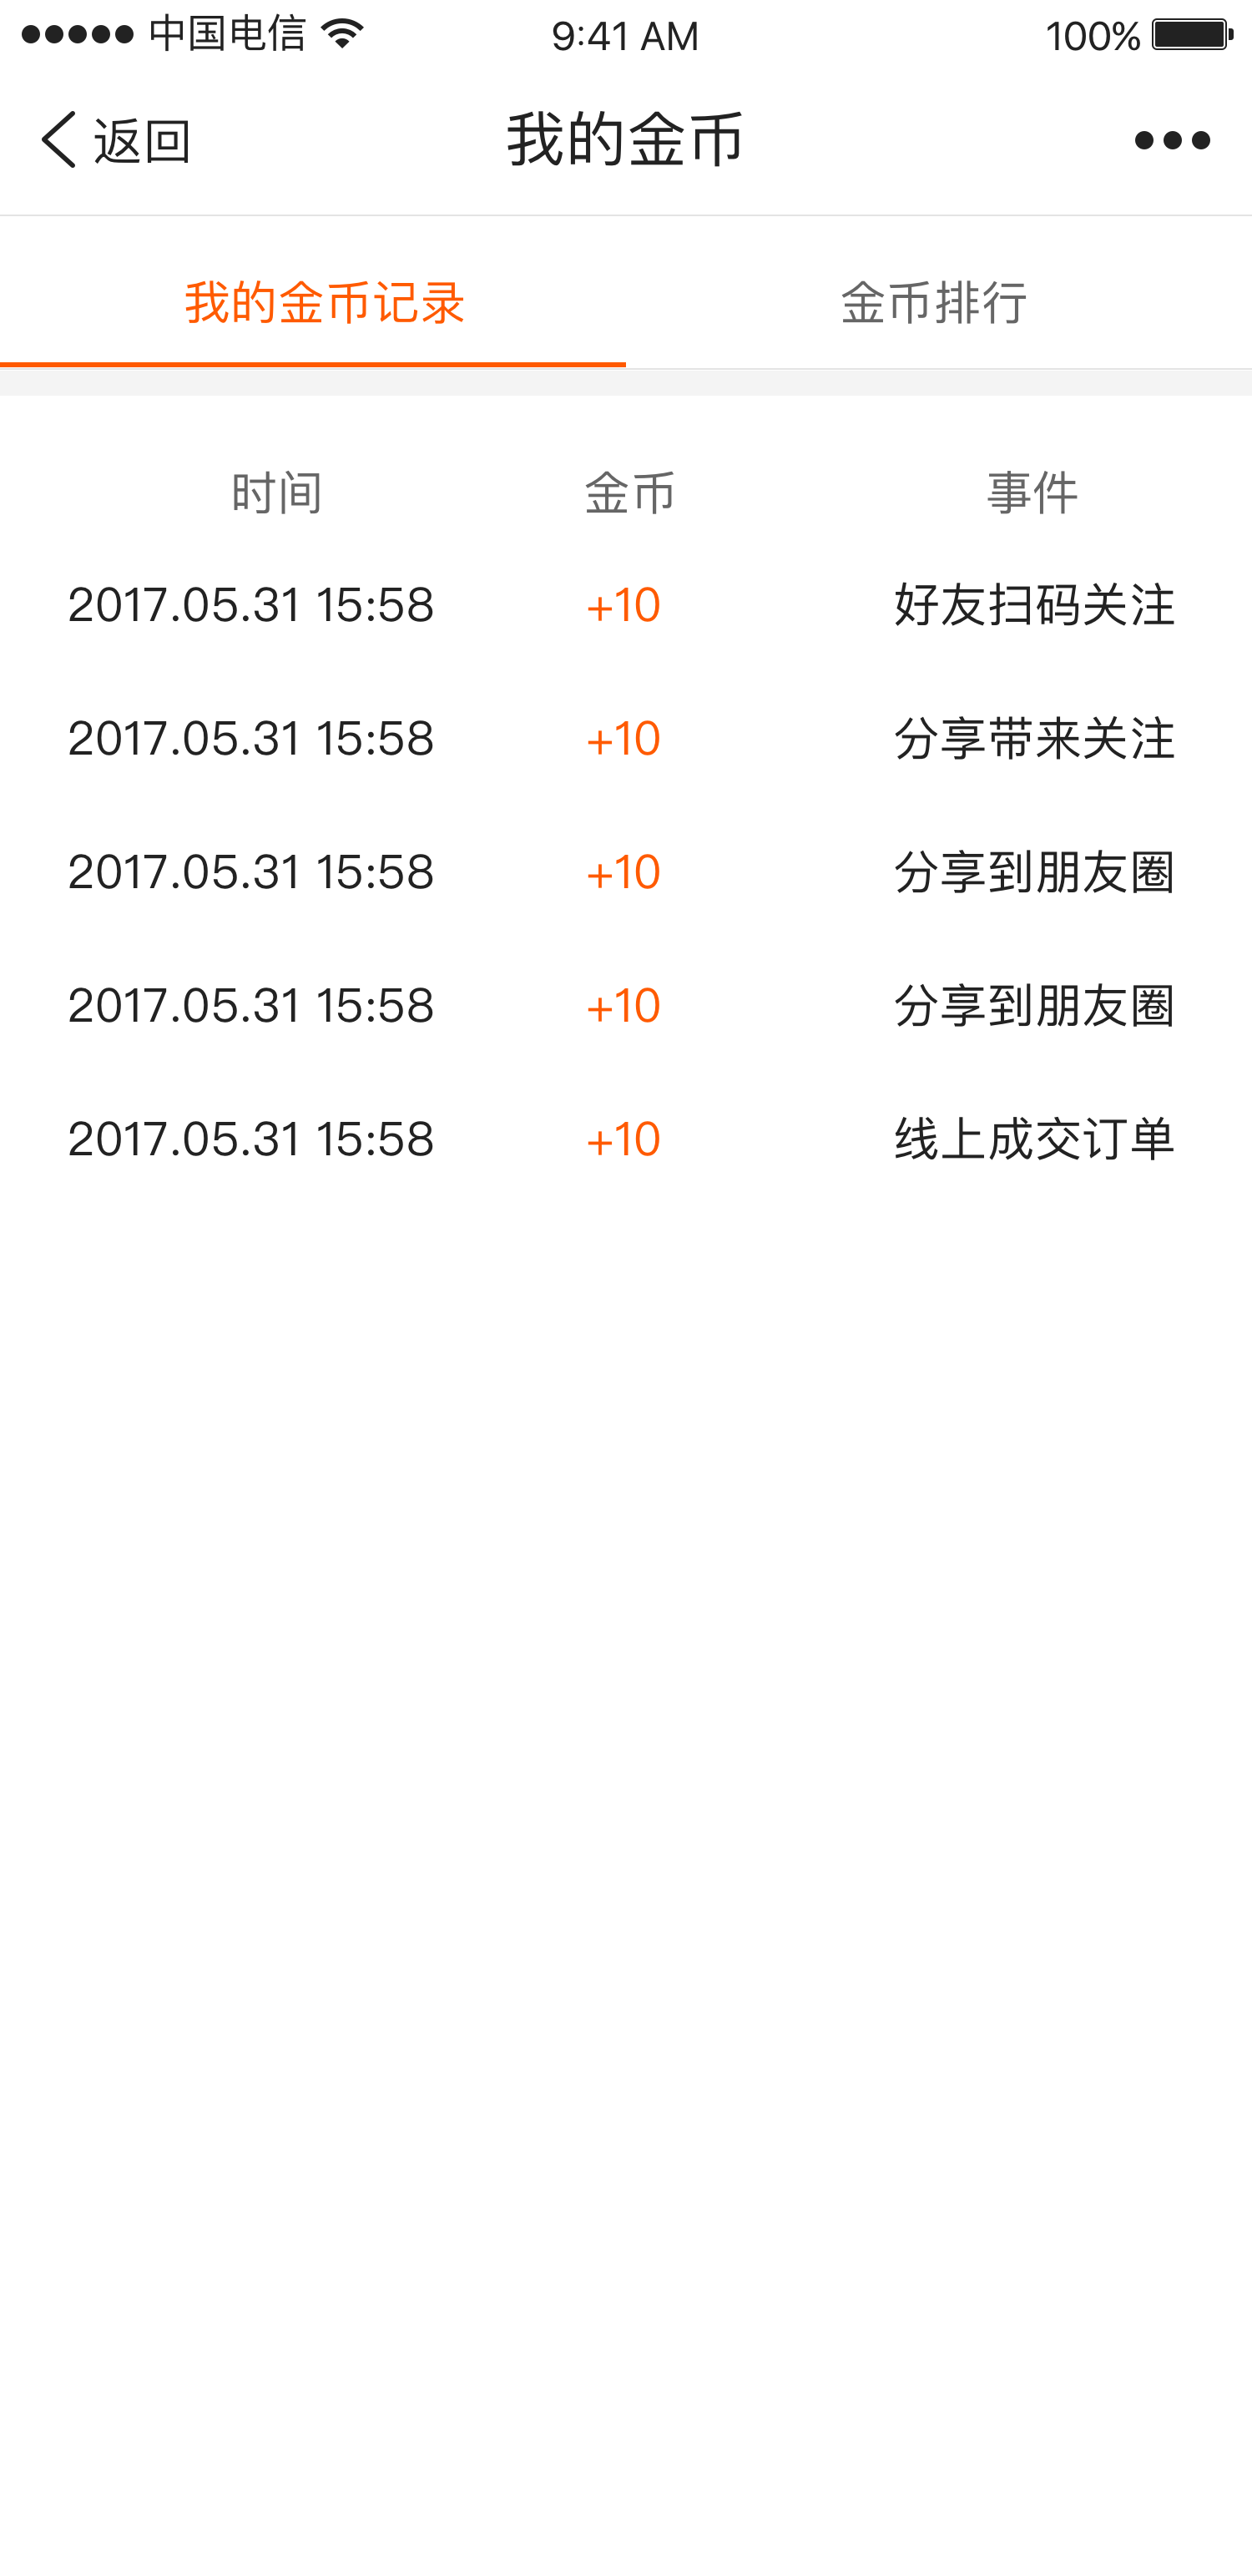 中国电信 9:41 AM 100%
返回 我的金币
我的金币记录 金币排行
时间 金币 事件
2017.05.31 15:58 +10 好友扫码关注
2017.05.31 15:58 +10 分享带来关注
2017.05.31 15:58 +10 分享到朋友圈
2017.05.31 15:58 +10 分享到朋友圈
2017.05.31 15:58 +10 线上成交订单